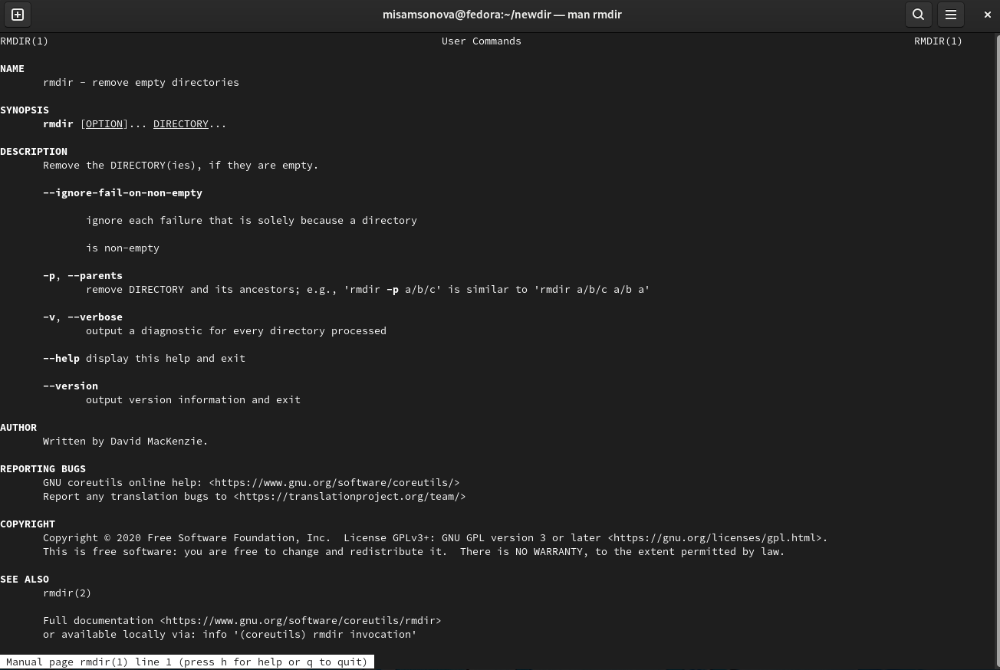 misamsonova@fedora:~/newdir — man rmdir
RMDIR(1) User Commands RMDIR(1)
NAME
rmdir - remove empty directories
SYNOPSIS
rmdir [OPTION]... DIRECTORY...
DESCRIPTION
Remove the DIRECTORY(ies), if they are empty.
--ignore-fail-on-non-empty
ignore each failure that is solely because a directory
is non-empty
-p, --parents
remove DIRECTORY and its ancestors; e.g., 'rmdir -p a/b/c' is similar to 'rmdir a/b/c a/b a'
-v, --verbose
output a diagnostic for every directory processed
--help display this help and exit
--version
output version information and exit
AUTHOR
Written by David MacKenzie.
REPORTING BUGS
GNU coreutils online help: <https://www.gnu.org/software/coreutils/>
Report any translation bugs to <https://translationproject.org/team/>
COPYRIGHT
Copyright © 2020 Free Software Foundation, Inc.  License GPLv3+: GNU GPL version 3 or later <https://gnu.org/licenses/gpl.html>.
This is free software: you are free to change and redistribute it.  There is NO WARRANTY, to the extent permitted by law.
SEE ALSO
rmdir(2)
Full documentation <https://www.gnu.org/software/coreutils/rmdir>
or available locally via: info '(coreutils) rmdir invocation'
Manual page rmdir(1) line 1 (press h for help or q to quit)